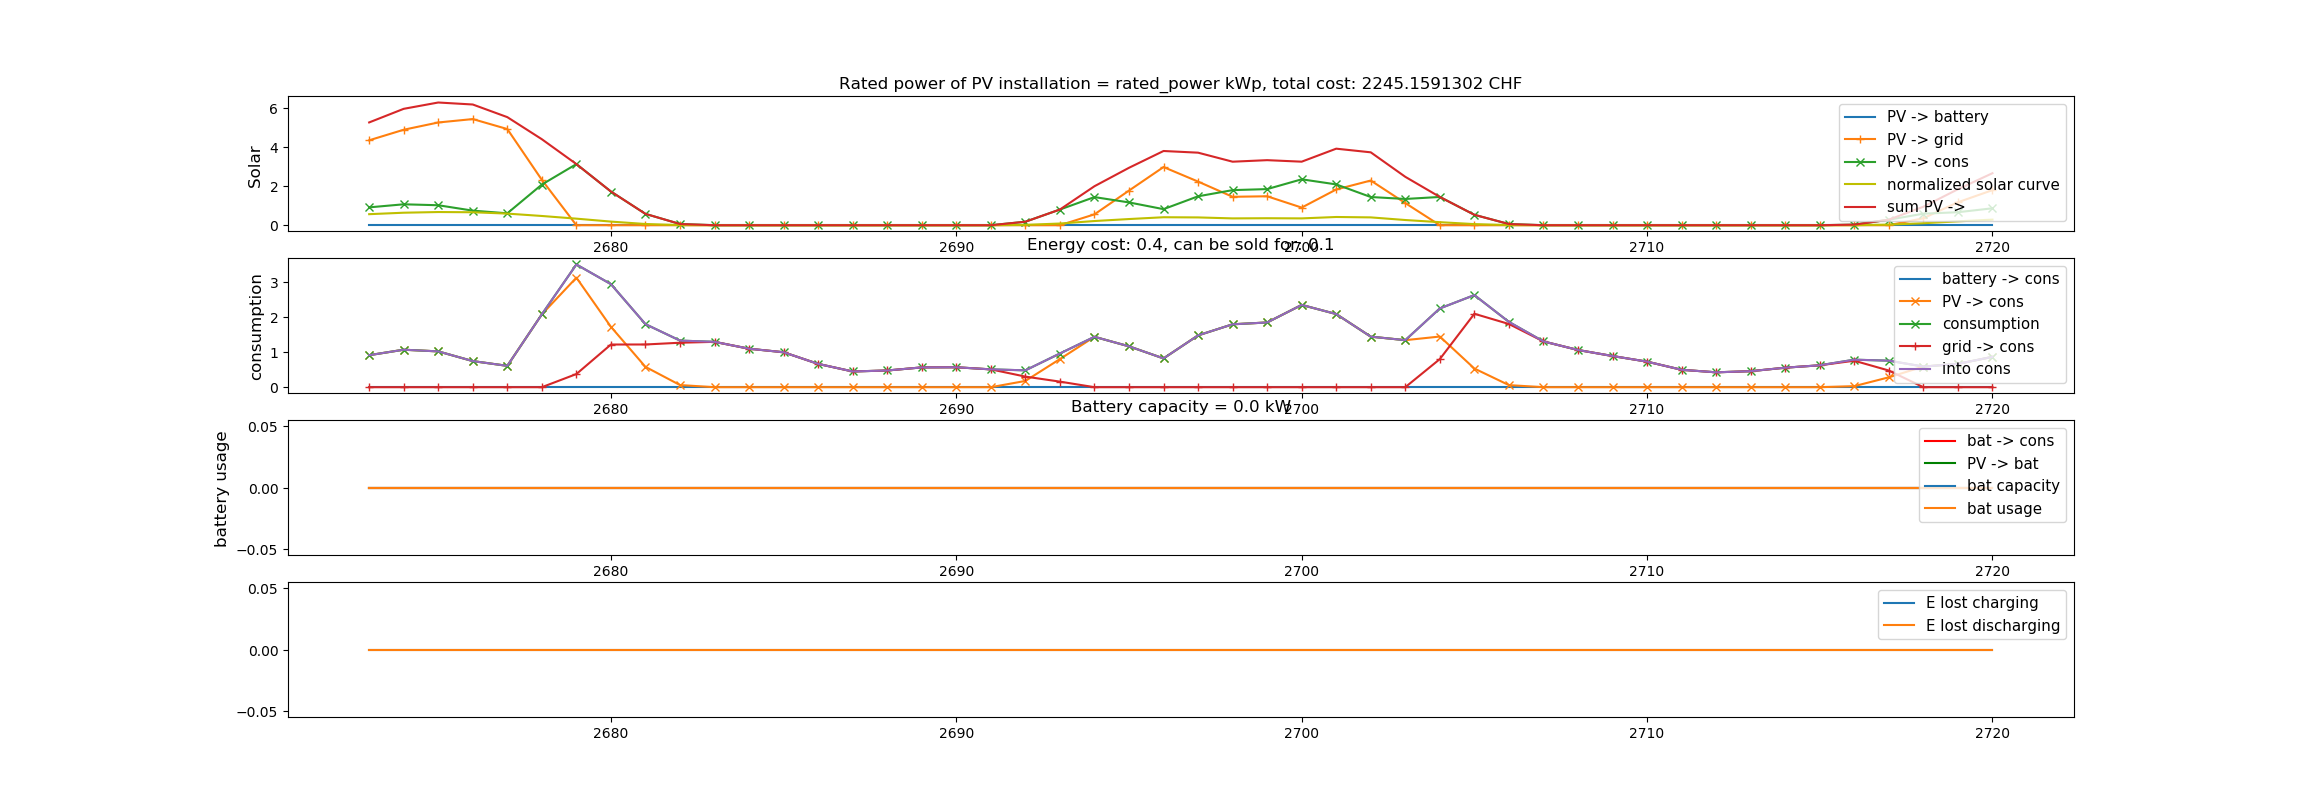 Rated power of PV installation = rated_power kWp, total cost: 2245.1591302 CHF
Solar
6
4
2
0
PV -> battery
PV -> grid
PV -> cons
normalized solar curve
sum PV ->
2680
2690
2700
2710
2720
Energy cost: 0.4, can be sold for: 0.1
consumption
3
2
1
0
battery -> cons
PV -> cons
consumption
grid -> cons
into cons
2680
2690
2700
2710
2720
Battery capacity = 0.0 kW
battery usage
0.05
0.00
−0.05
bat -> cons
PV -> bat
bat capacity
bat usage
2680
2690
2700
2710
2720
0.05
0.00
−0.05
E lost charging
E lost discharging
2680
2690
2700
2710
2720